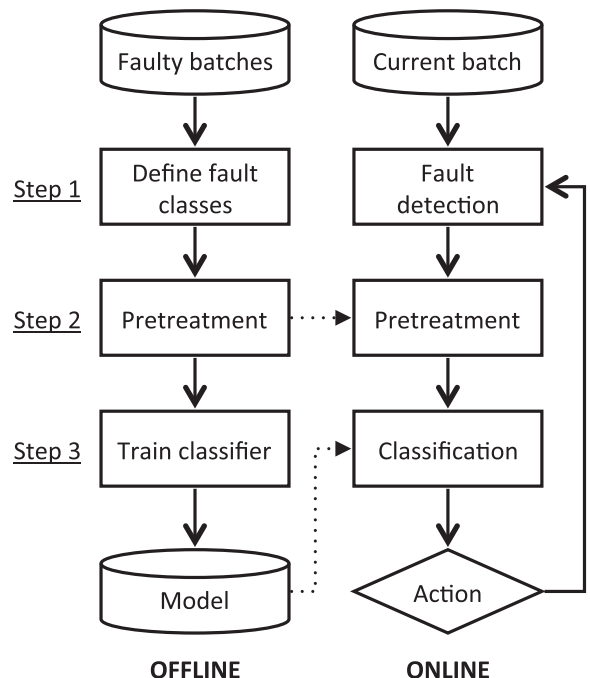 Faulty batches
Current batch
Step 1
Define fault
classes
Fault
detection
Step 2
Pretreatment
Pretreatment
Step 3
Train classifier
Classification
Model
Action
OFFLINE
ONLINE